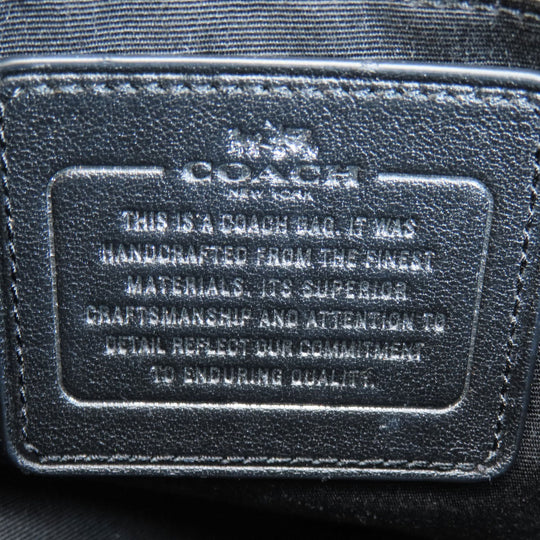 COACH
NEW YORK
THIS IS A COACH BAG. IT WAS
HANDCRAFTED FROM THE FINEST
MATERIALS. ITS SUPERIOR
CRAFTSMANSHIP AND ATTENTION TO
DETAIL REFLECT OUR COMMITMENT
TO ENDURING QUALITY.